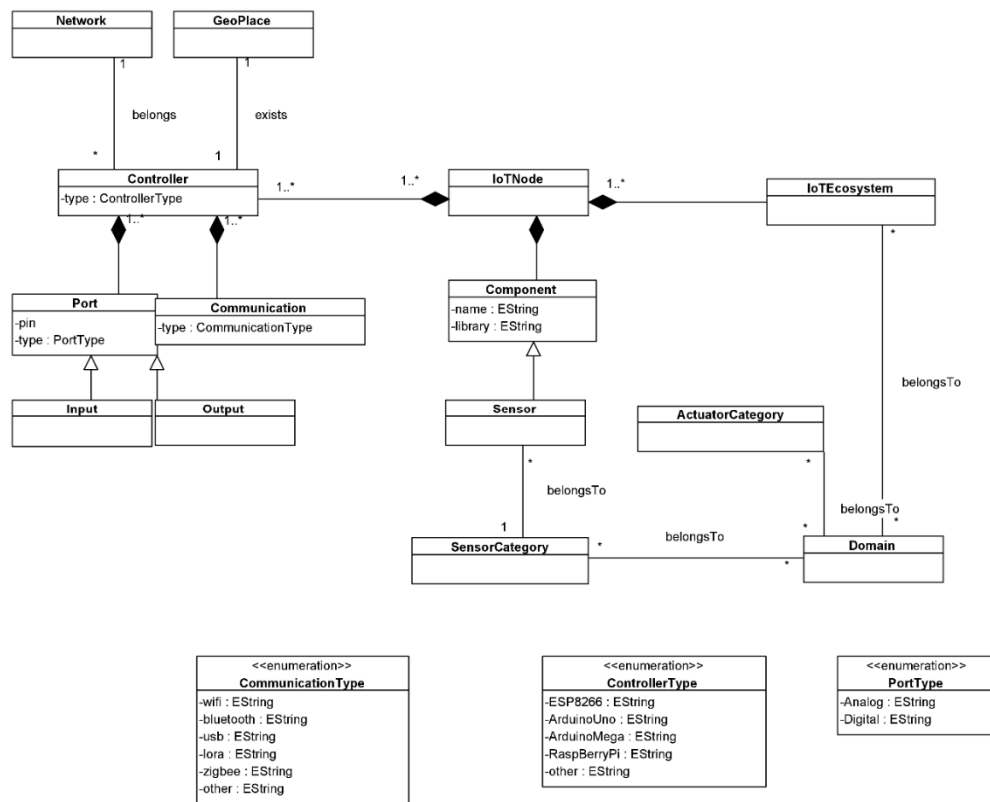 Network
GeoPlace
1
1
belongs
exists
*
1
Controller
-type : ControllerType
1..*
1..*
IoTNode
1..*
IoTEcosystem
*
1..*
1..*
Port
-pin
-type : PortType
Communication
-type : CommunicationType
Component
-name : EString
-library : EString
belongsTo
Input
Output
Sensor
ActuatorCategory
*
*
belongsTo
belongsTo
1
*
*
SensorCategory
*
belongsTo
*
Domain
<<enumeration>>
CommunicationType
-wifi : EString
-bluetooth : EString
-usb : EString
-lora : EString
-zigbee : EString
-other : EString
<<enumeration>>
ControllerType
-ESP8266 : EString
-ArduinoUno : EString
-ArduinoMega : EString
-RaspBerryPi : EString
-other : EString
<<enumeration>>
PortType
-Analog : EString
-Digital : EString